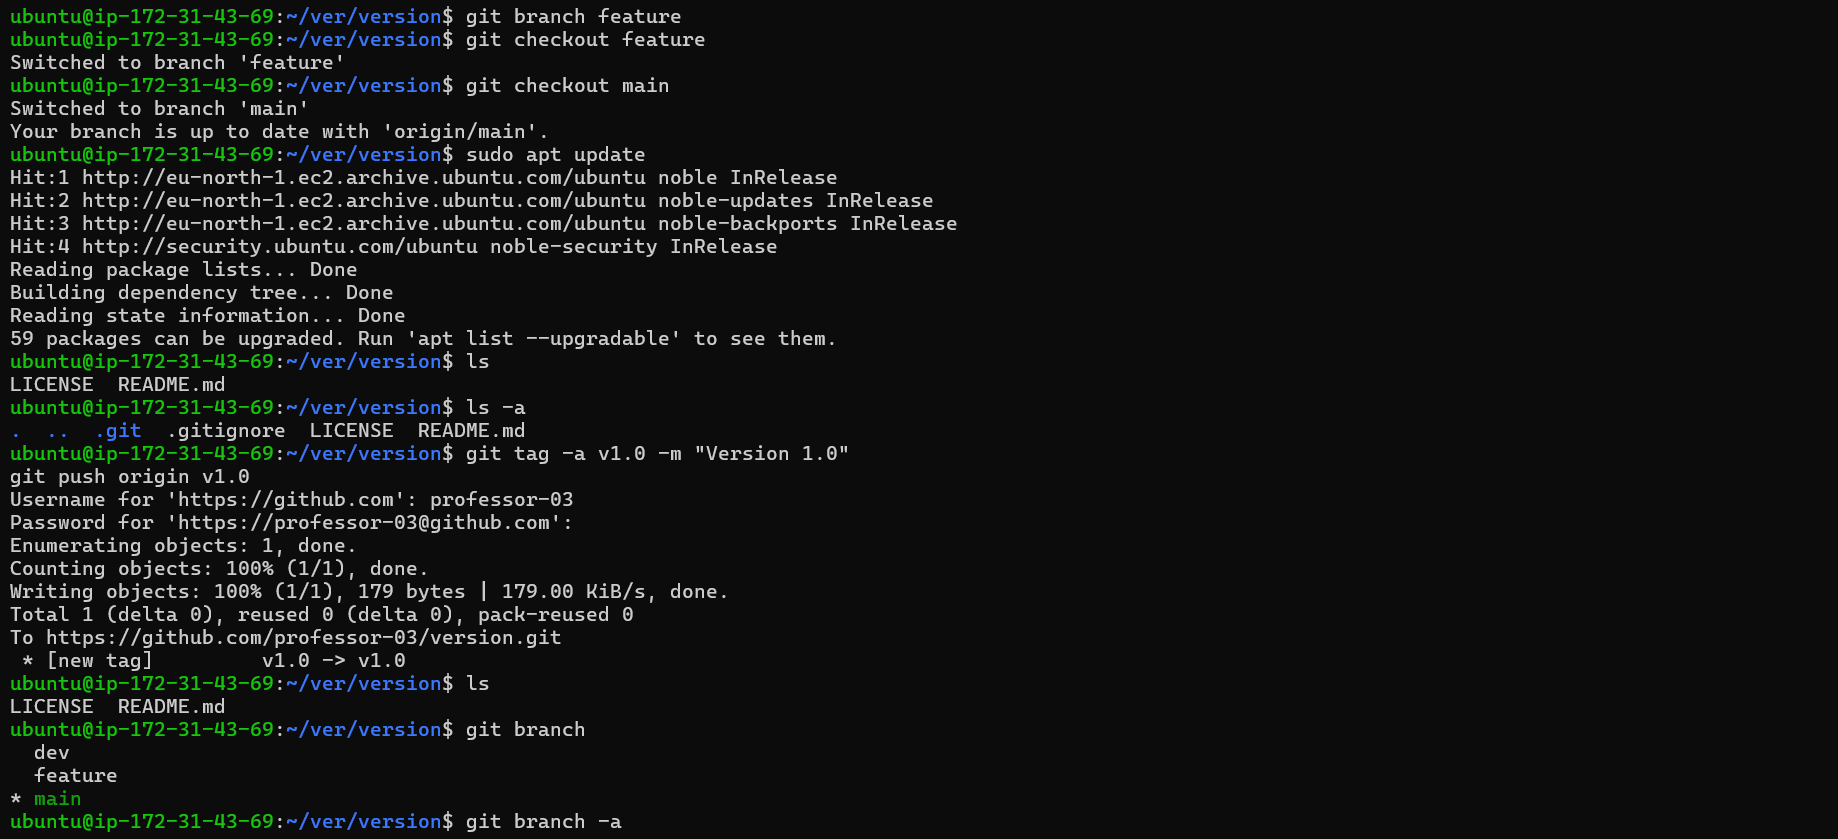 ubuntu@ip-172-31-43-69:~/ver/version$ git branch feature
ubuntu@ip-172-31-43-69:~/ver/version$ git checkout feature
Switched to branch 'feature'
ubuntu@ip-172-31-43-69:~/ver/version$ git checkout main
Switched to branch 'main'
Your branch is up to date with 'origin/main'.
ubuntu@ip-172-31-43-69:~/ver/version$ sudo apt update
Hit:1 http://eu-north-1.ec2.archive.ubuntu.com/ubuntu noble InRelease
Hit:2 http://eu-north-1.ec2.archive.ubuntu.com/ubuntu noble-updates InRelease
Hit:3 http://eu-north-1.ec2.archive.ubuntu.com/ubuntu noble-backports InRelease
Hit:4 http://security.ubuntu.com/ubuntu noble-security InRelease
Reading package lists... Done
Building dependency tree... Done
Reading state information... Done
59 packages can be upgraded. Run 'apt list --upgradable' to see them.
ubuntu@ip-172-31-43-69:~/ver/version$ ls
LICENSE  README.md
ubuntu@ip-172-31-43-69:~/ver/version$ ls -a
.  ..  .git  .gitignore  LICENSE  README.md
ubuntu@ip-172-31-43-69:~/ver/version$ git tag -a v1.0 -m "Version 1.0"
git push origin v1.0
Username for 'https://github.com': professor-03
Password for 'https://professor-03@github.com':
Enumerating objects: 1, done.
Counting objects: 100% (1/1), done.
Writing objects: 100% (1/1), 179 bytes | 179.00 KiB/s, done.
Total 1 (delta 0), reused 0 (delta 0), pack-reused 0
To https://github.com/professor-03/version.git
 * [new tag]         v1.0 -> v1.0
ubuntu@ip-172-31-43-69:~/ver/version$ ls
LICENSE  README.md
ubuntu@ip-172-31-43-69:~/ver/version$ git branch
  dev
  feature
* main
ubuntu@ip-172-31-43-69:~/ver/version$ git branch -a